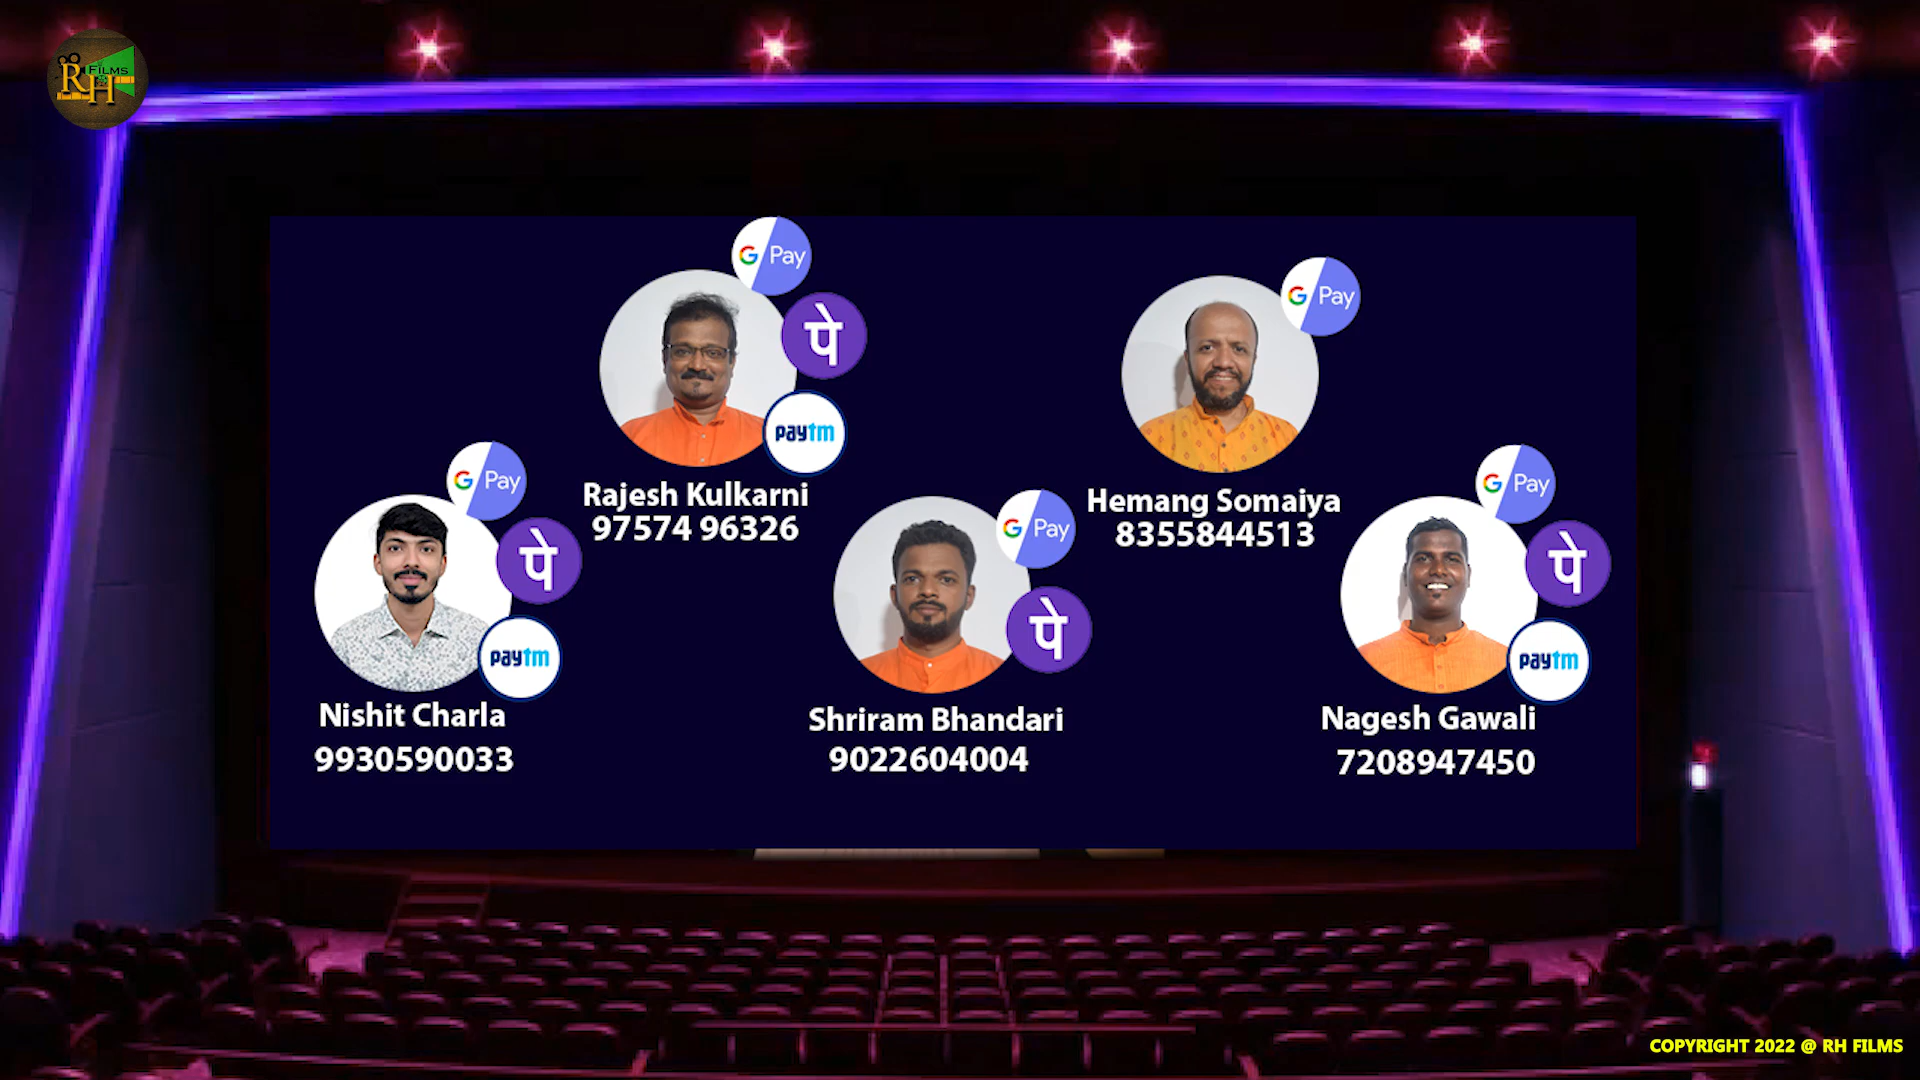 RH FILMS
G Pay
पे
paytm
Rajesh Kulkarni
97574 96326
G Pay
Hemang Somaiya
8355844513
G Pay
पे
paytm
Nishit Charla
9930590033
G Pay
पे
Shriram Bhandari
9022604004
G Pay
पे
paytm
Nagesh Gawali
7208947450
COPYRIGHT 2022 @ RH FILMS